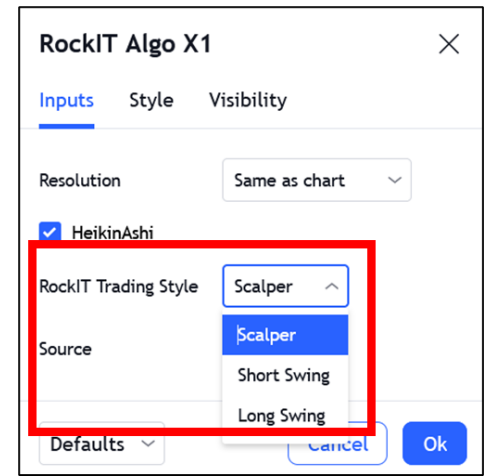 RockIT Algo X1
Inputs Style Visibility
Resolution Same as chart
HeikinAshi
RockIT Trading Style Scalper
Scalper
Source
Short Swing
Long Swing
Defaults Cancel Ok